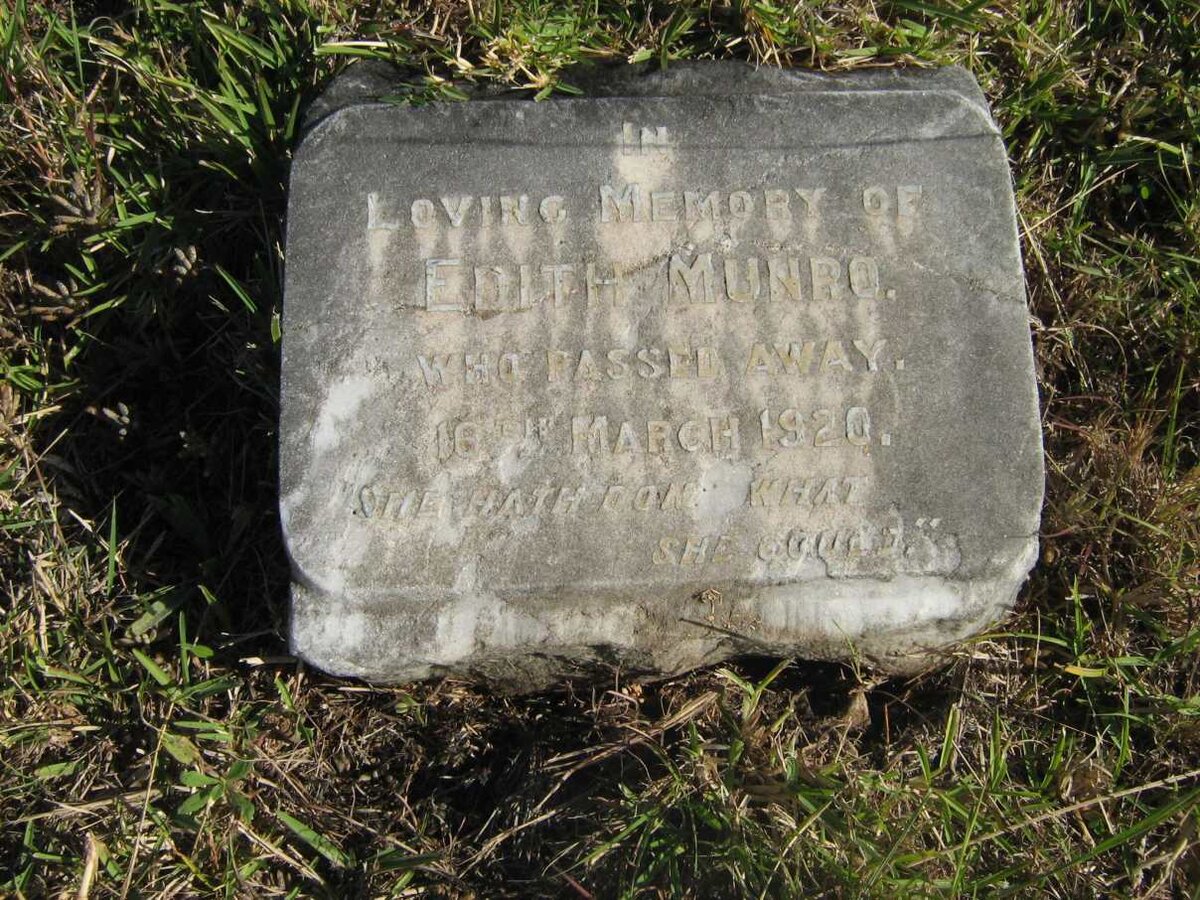 IN
LOVING MEMORY OF
EDITH MUNRO.
WHO PASSED AWAY.
16TH MARCH 1920.
"SHE HATH DONE WHAT
SHE COULD."